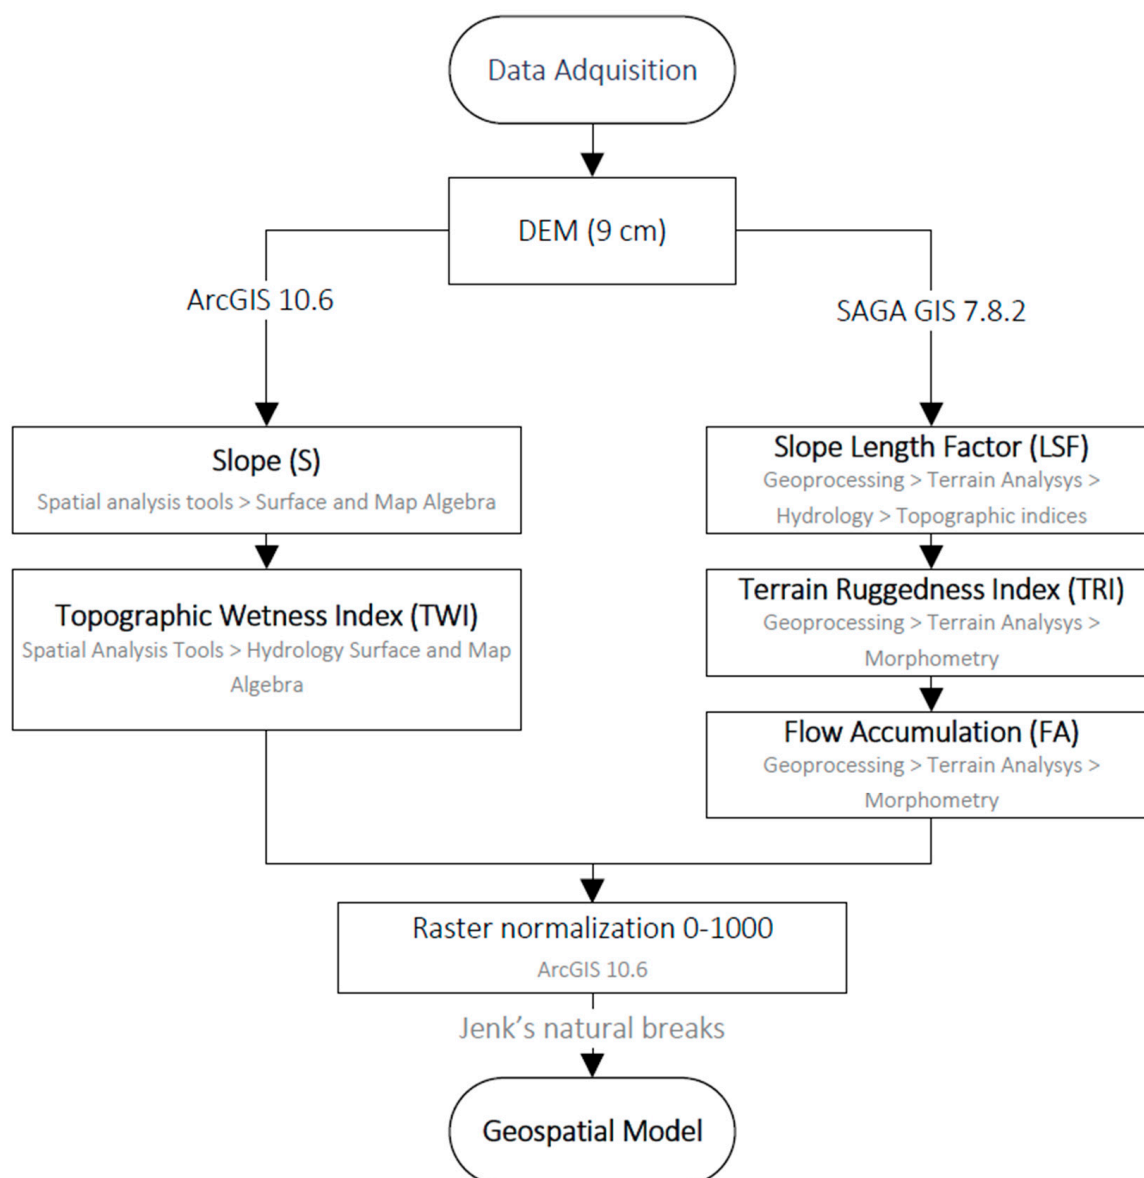 Data Adquisition
DEM (9 cm)
ArcGIS 10.6
SAGA GIS 7.8.2
Slope (S)
Spatial analysis tools > Surface and Map Algebra
Topographic Wetness Index (TWI)
Spatial Analysis Tools > Hydrology Surface and Map
Algebra
Slope Length Factor (LSF)
Geoprocessing > Terrain Analysys >
Hydrology > Topographic indices
Terrain Ruggedness Index (TRI)
Geoprocessing > Terrain Analysys >
Morphometry
Flow Accumulation (FA)
Geoprocessing > Terrain Analysys >
Morphometry
Raster normalization 0-1000
ArcGIS 10.6
Jenk’s natural breaks
Geospatial Model